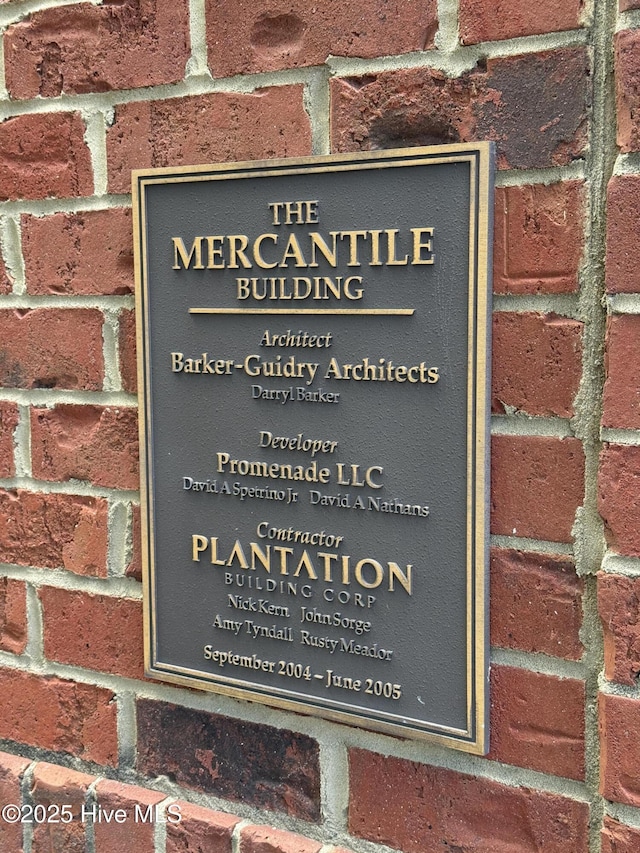 THE
MERCANTILE
BUILDING
Architect
Barker-Guidry Architects
Darryl Barker
Developer
Promenade LLC
David A Spetrino Jr David A Nathans
Contractor
PLANTATION
BUILDING CORP
Nick Kern John Sorge
Amy Tyndall Rusty Meador
September 2004 – June 2005
©2025 Hive MLS